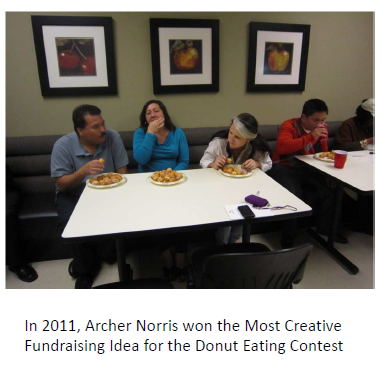 In 2011, Archer Norris won the Most Creative
Fundraising Idea for the Donut Eating Contest